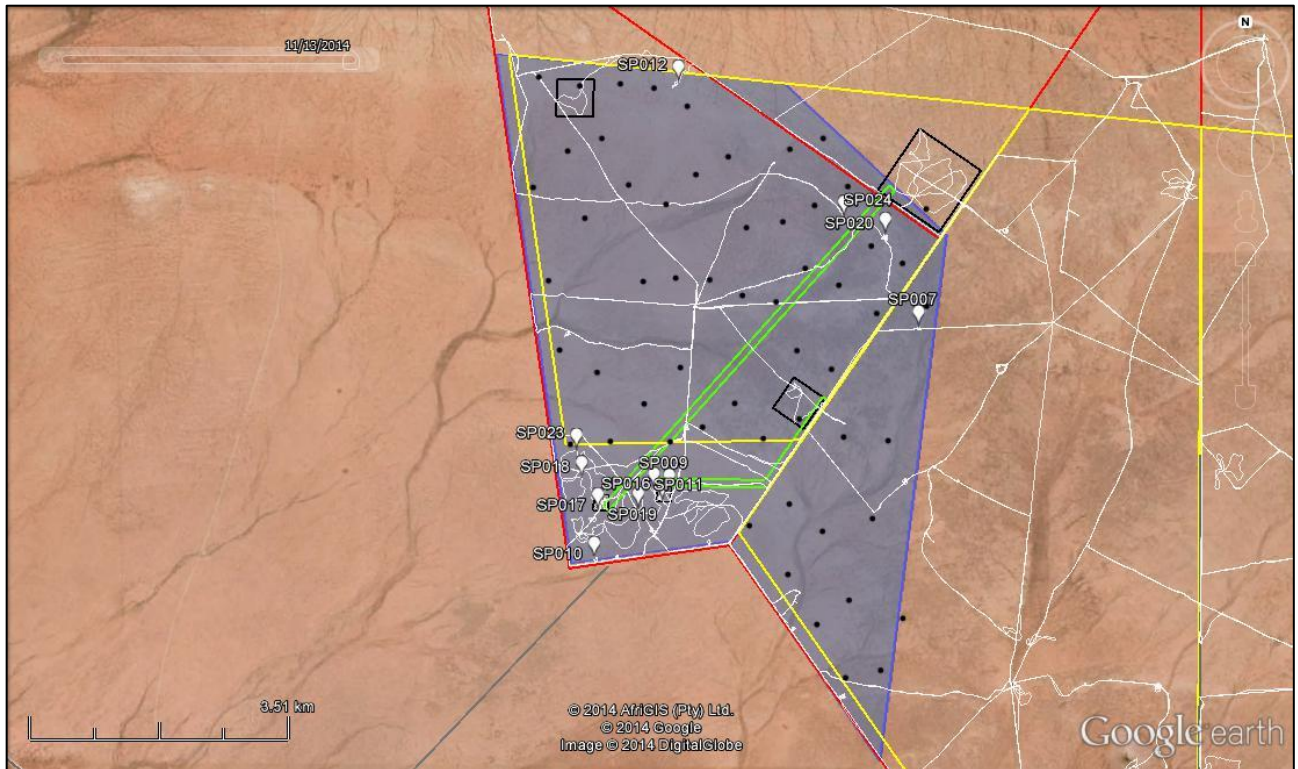 11/13/2014
N
SP012
SP024
SP020
SP007
SP023
SP018
SP009
SP016
SP011
SP017
SP019
SP010
3.51 km
© 2014 AfriGIS (Pty) Ltd.
© 2014 Google
Image © 2014 DigitalGlobe
Google earth